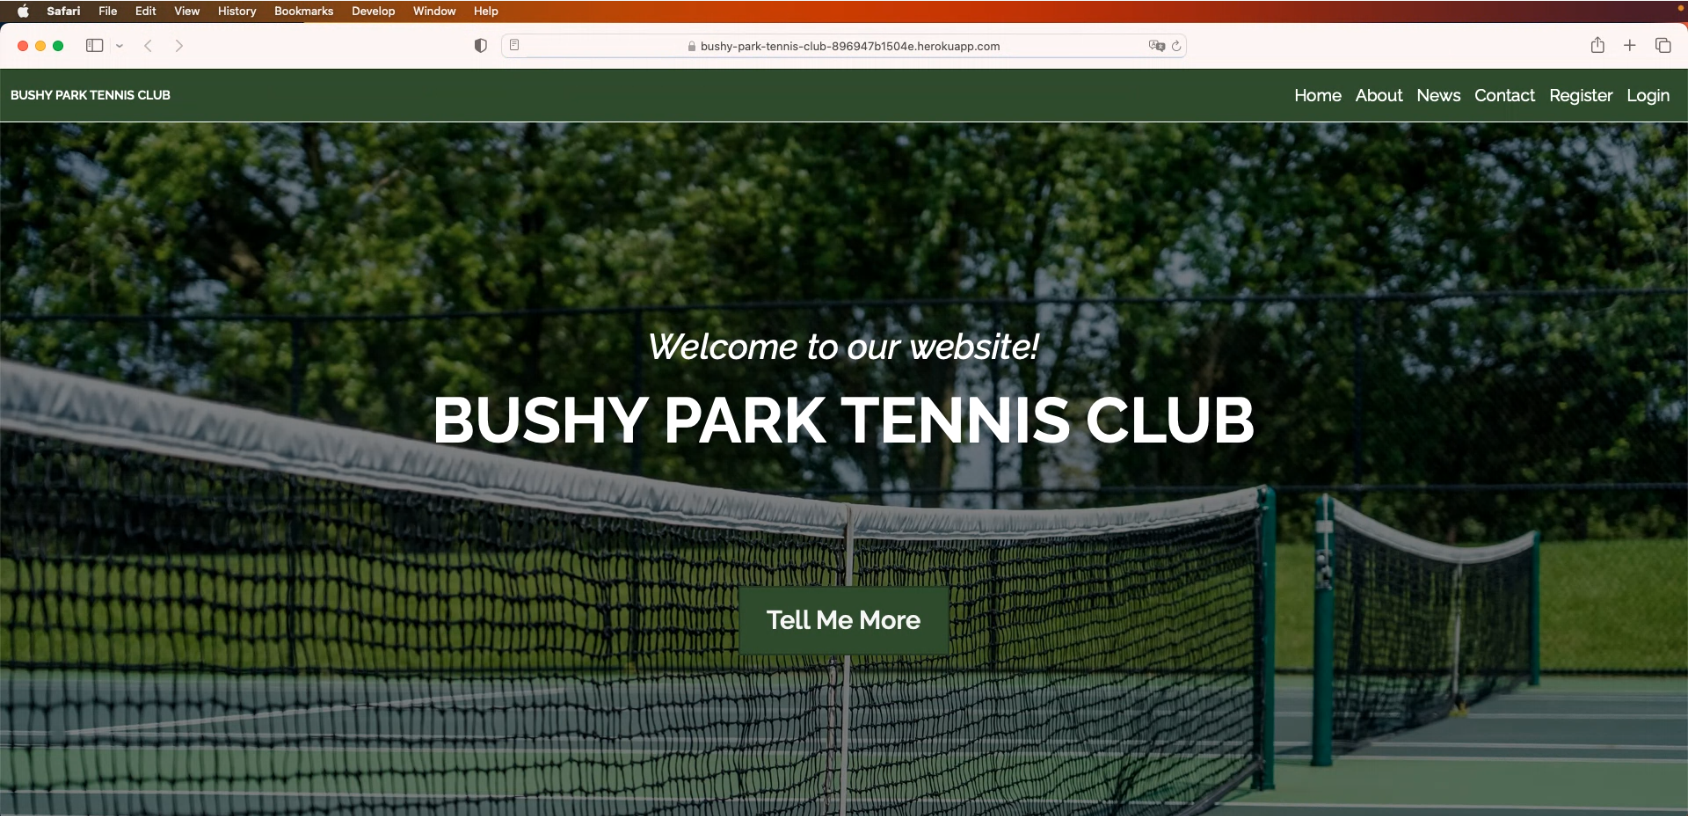 Safari File Edit View History Bookmarks Develop Window Help
bushy-park-tennis-club-896947b1504e.herokuapp.com
BUSHY PARK TENNIS CLUB Home About News Contact Register Login
Welcome to our website!
BUSHY PARK TENNIS CLUB
Tell Me More